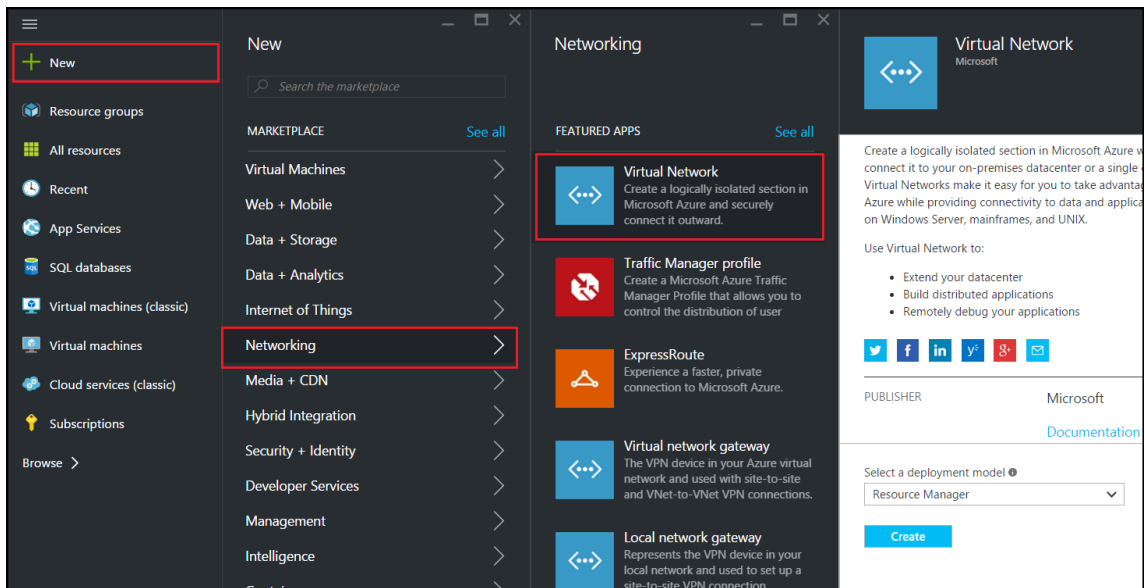 New
Resource groups
All resources
Recent
App Services
SQL databases
Virtual machines (classic)
Virtual machines
Cloud services (classic)
Subscriptions
Browse
New
Search the marketplace
MARKETPLACE
See all
Virtual Machines
Web + Mobile
Data + Storage
Data + Analytics
Internet of Things
Networking
Media + CDN
Hybrid Integration
Security + Identity
Developer Services
Management
Intelligence
Networking
FEATURED APPS
See all
Virtual Network
Create a logically isolated section in
Microsoft Azure and securely
connect it outward.
Traffic Manager profile
Create a Microsoft Azure Traffic
Manager Profile that allows you to
control the distribution of user
ExpressRoute
Experience a faster, private
connection to Microsoft Azure.
Virtual network gateway
The VPN device in your Azure virtual
network and used with site-to-site
and VNet-to-VNet VPN connections.
Local network gateway
Represents the VPN device in your
local network and used to set up a
site-to-site VPN connection
Virtual Network
Microsoft
Create a logically isolated section in Microsoft Azure w
connect it to your on-premises datacenter or a single
Virtual Networks make it easy for you to take advanta
Azure while providing connectivity to data and applica
on Windows Server, mainframes, and UNIX.
Use Virtual Network to:
Extend your datacenter
Build distributed applications
Remotely debug your applications
PUBLISHER
Microsoft
Documentation
Select a deployment model
Resource Manager
Create